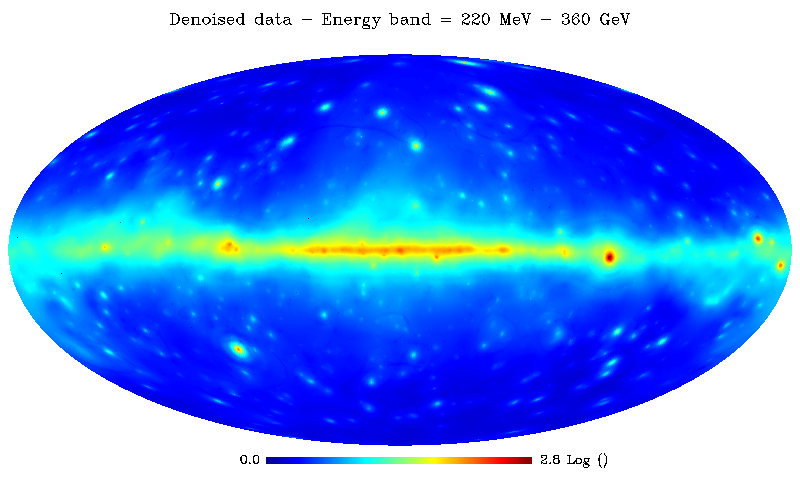 Denoised data - Energy band = 220 MeV - 360 GeV
0.0 2.8 Log ()